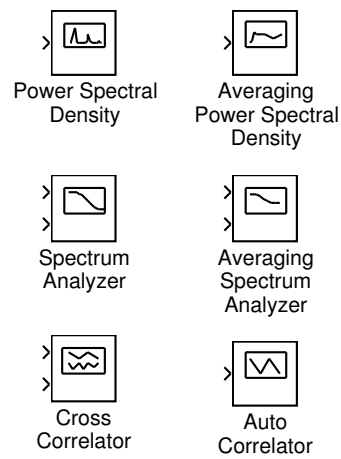 Power Spectral
Density
Averaging
Power Spectral
Density
Spectrum
Analyzer
Averaging
Spectrum
Analyzer
Cross
Correlator
Auto
Correlator